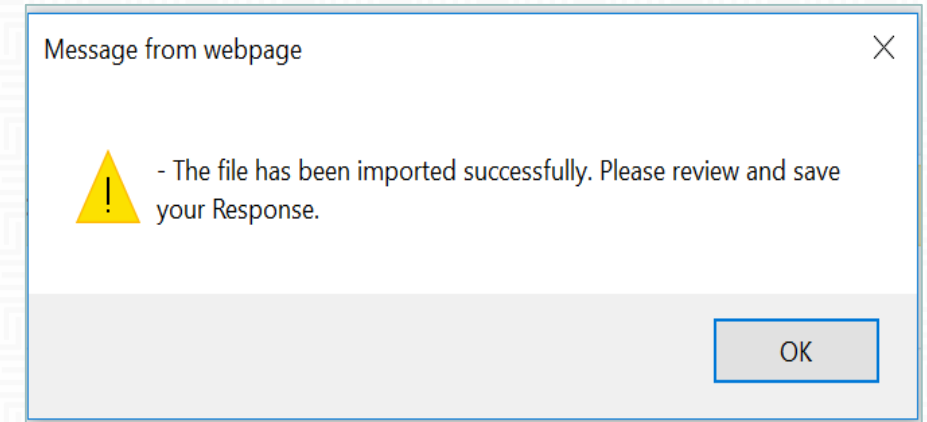 Message from webpage
- The file has been imported successfully. Please review and save
your Response.
OK